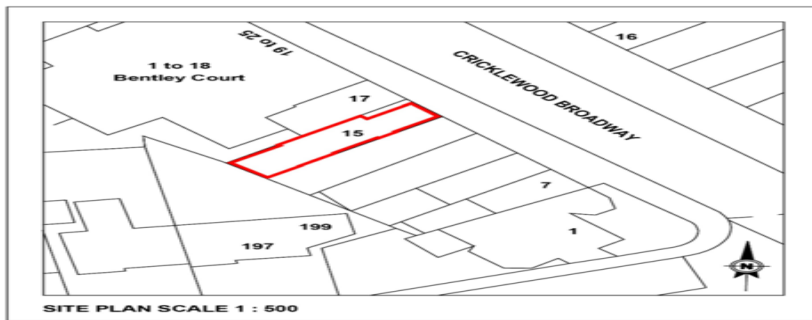 16
19 to 25
CRICKLEWOOD BROADWAY
1 to 18
Bentley Court
17
15
7
199
1
197
N
SITE PLAN SCALE 1 : 500